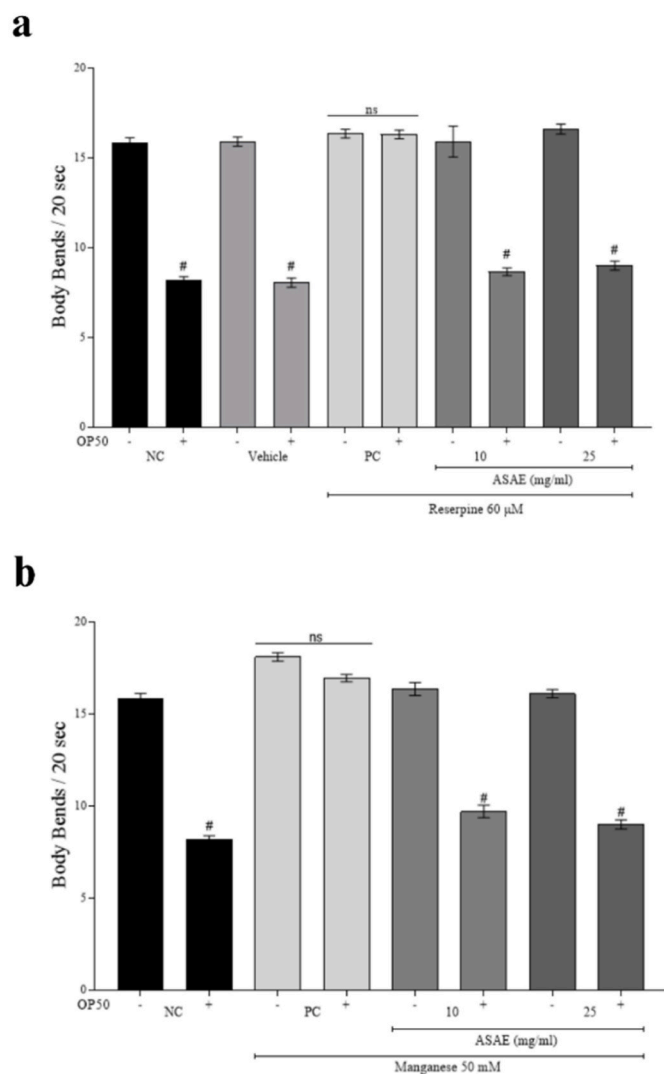 a
20
ns
15
# # # #
10
5
0
Body Bends / 20 sec
OP50 - + - + - + - + - +
NC Vehicle PC 10 25
ASAE (mg/ml)
Reserpine 60 µM
b
20
ns
15
# # #
10
5
0
Body Bends / 20 sec
OP50 - + - + - + - +
NC PC 10 25
ASAE (mg/ml)
Manganese 50 mM